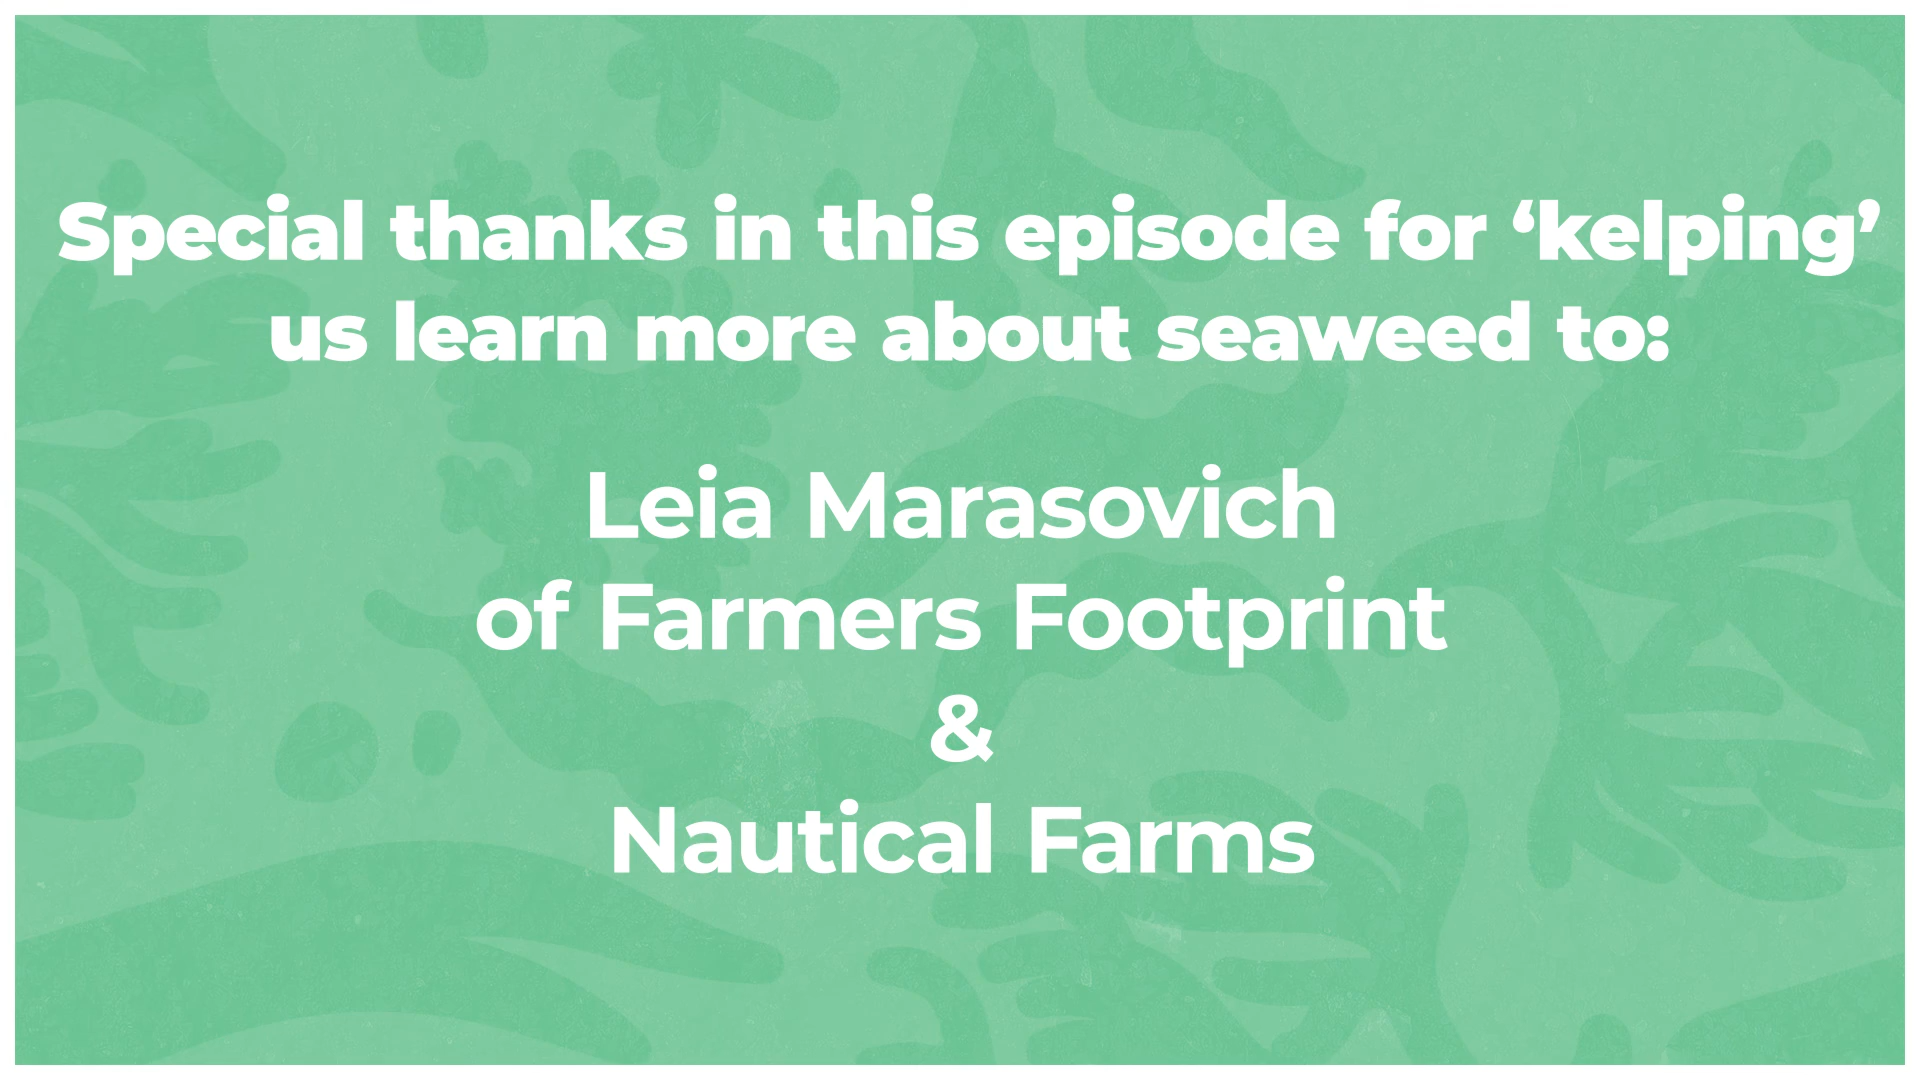 Special thanks in this episode for ‘kelping’
us learn more about seaweed to:
Leia Marasovich
of Farmers Footprint
&
Nautical Farms